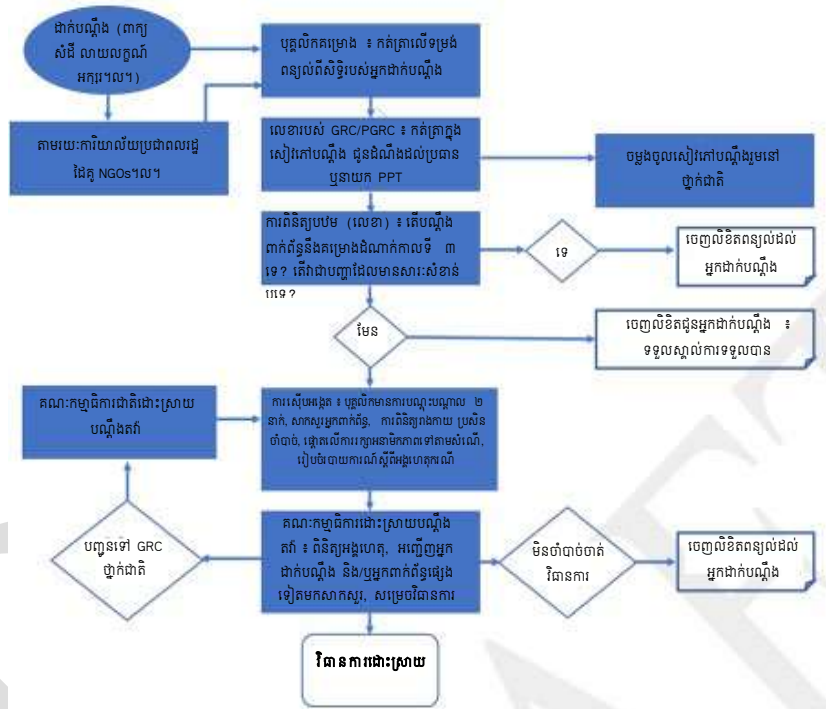 ដាក់បណ្តឹង (ពាក្យ
សំដី លាយលក្ខណ៍
អក្សរ។ល។)
បុគ្គលិកគម្រោង ៖ កត់ត្រាលើទម្រង់
ពន្យល់ពីសិទ្ធិរបស់អ្នកដាក់បណ្តឹង
តាមរយៈការិយាល័យប្រជាពលរដ្ឋ
ដៃគូ NGOs។ល។
លេខារបស់ GRC/PGRC ៖ កត់ត្រាក្នុង
សៀវភៅបណ្តឹង ជូនដំណឹងដល់ប្រធាន
ឬនាយក PPT
ចម្លងចូលសៀវភៅបណ្តឹងរួមនៅ
ថ្នាក់ជាតិ
ការពិនិត្យបឋម (លេខា) ៖ តើបណ្តឹង
ពាក់ព័ន្ធនឹងគម្រោងដំណាក់កាលទី ៣
ទេ? តើវាជាបញ្ហាដែលមានសារៈសំខាន់
ឬទេ?
ទេ
ចេញលិខិតពន្យល់ដល់
អ្នកដាក់បណ្តឹង
មែន
ចេញលិខិតជូនអ្នកដាក់បណ្តឹង ៖
ទទួលស្គាល់ការទទួលបាន
គណៈកម្មាធិការជាតិដោះស្រាយ
បណ្តឹងតវ៉ា
ការស៊ើបអង្កេត ៖ បុគ្គលិកមានការបណ្តុះបណ្តាល ២
នាក់, សាកសួរអ្នកពាក់ព័ន្ធ, ការពិនិត្យរាងកាយ ប្រសិន
ចាំបាច់, ផ្តោតលើការរក្សាអនាមិកភាពទៅតាមសំណើ,
រៀបចំរបាយការណ៍ស្តីពីអង្គហេតុករណី
បញ្ជូនទៅ GRC
ថ្នាក់ជាតិ
គណៈកម្មាធិការដោះស្រាយបណ្តឹង
តវ៉ា ៖ ពិនិត្យអង្គហេតុ, អញ្ជើញអ្នក
ដាក់បណ្តឹង និង/ឬអ្នកពាក់ព័ន្ធផ្សេង
ទៀតមកសាកសួរ, សម្រេចវិធានការ
មិនចាំបាច់ចាត់
វិធានការ
ចេញលិខិតពន្យល់ដល់
អ្នកដាក់បណ្តឹង
វិធានការដោះស្រាយ